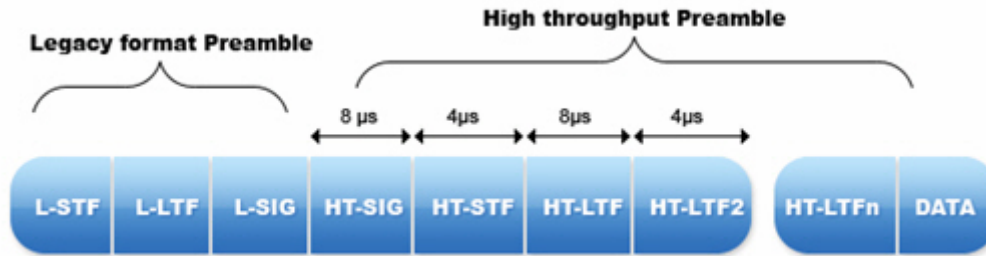 High throughput Preamble
Legacy format Preamble
8 µs 4µs 8µs 4µs
L-STF L-LTF L-SIG HT-SIG HT-STF HT-LTF HT-LTF2 HT-LTFn DATA